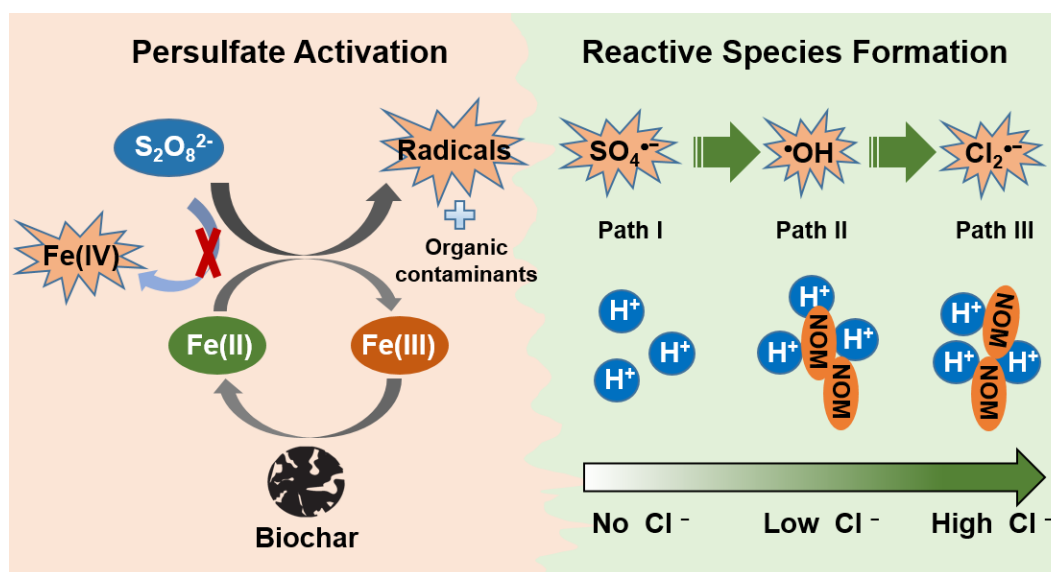 Persulfate Activation
S₂O₈²⁻
Radicals
Organic
contaminants
Fe(IV)
Fe(II)
Fe(III)
Biochar
Reactive Species Formation
SO₄•⁻
•OH
Cl₂•⁻
Path I
Path II
Path III
H⁺
H⁺
H⁺
H⁺
H⁺
H⁺
NOM
NOM
H⁺
H⁺
H⁺
NOM
NOM
No Cl⁻
Low Cl⁻
High Cl⁻